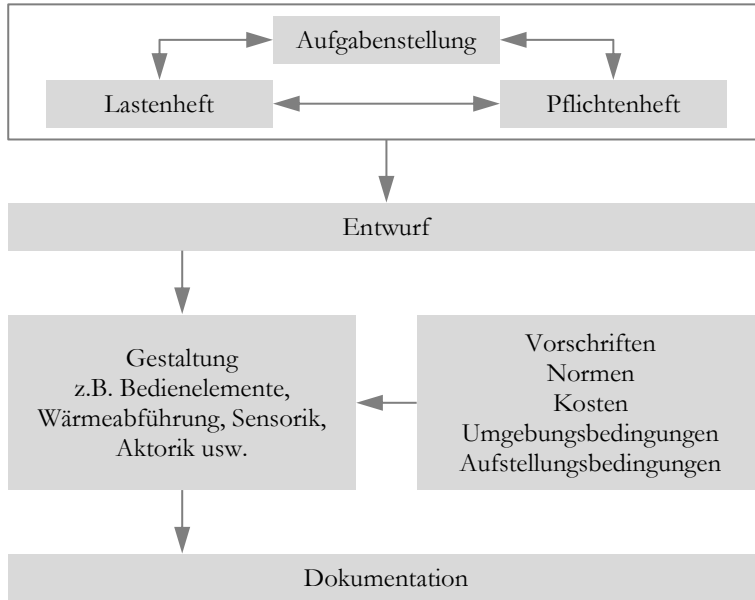 Aufgabenstellung
Lastenheft
Pflichtenheft
Entwurf
Gestaltung
z.B. Bedienelemente,
Wärmeabführung, Sensorik,
Aktorik usw.
Vorschriften
Normen
Kosten
Umgebungsbedingungen
Aufstellungsbedingungen
Dokumentation